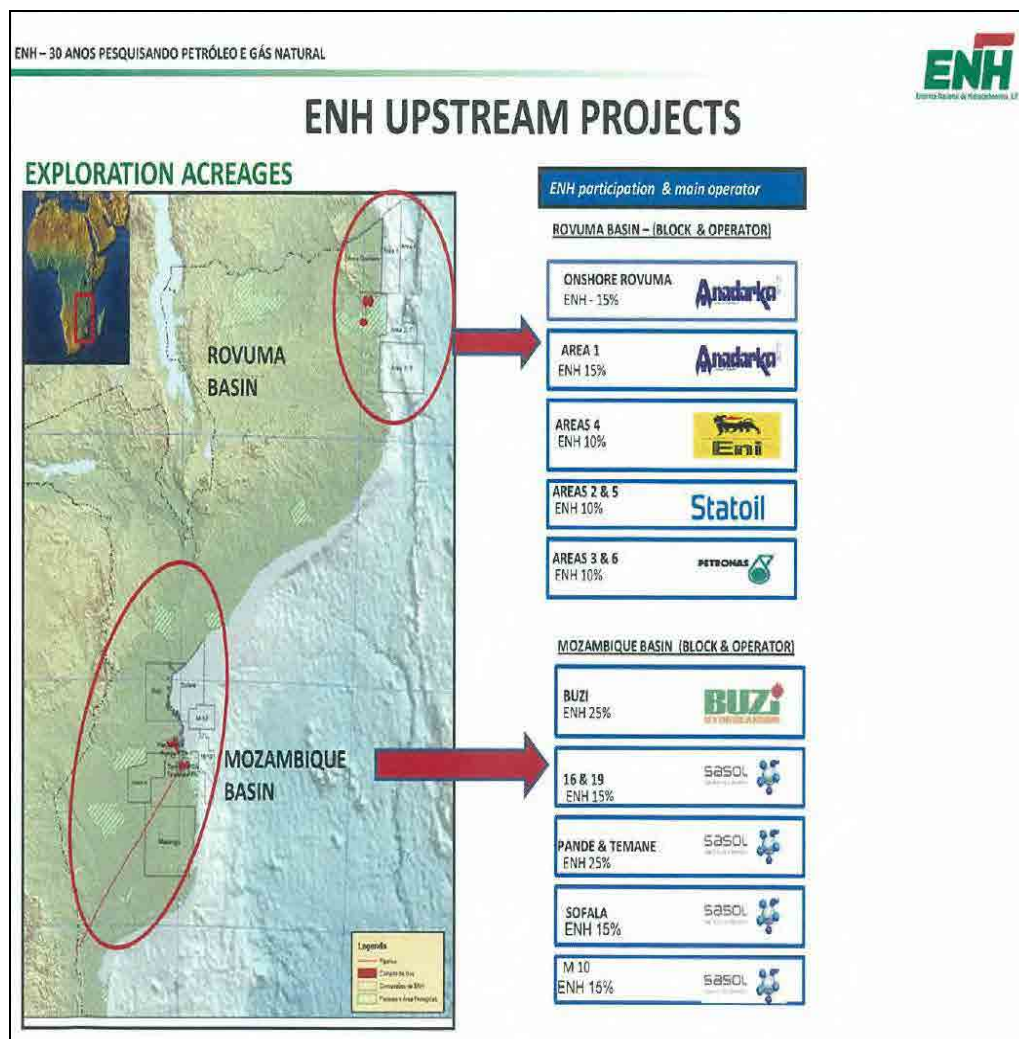 ENH – 30 ANOS PESQUISANDO PETRÓLEO E GÁS NATURAL
ENH
ENH UPSTREAM PROJECTS
EXPLORATION ACREAGES
ROVUMA
BASIN
MOZAMBIQUE
BASIN
Legenda
ENH participation & main operator
ROVUMA BASIN – (BLOCK & OPERATOR)
ONSHORE ROVUMA
ENH - 15%
Anadarko
AREA 1
ENH 15%
Anadarko
AREAS 4
ENH 10%
Eni
AREAS 2 & 5
ENH 10%
Statoil
AREAS 3 & 6
ENH 10%
PETRONAS
MOZAMBIQUE BASIN (BLOCK & OPERATOR)
BUZI
ENH 25%
BUZi
16 & 19
ENH 15%
sasol
PANDE & TEMANE
ENH 25%
sasol
SOFALA
ENH 15%
sasol
M 10
ENH 15%
sasol